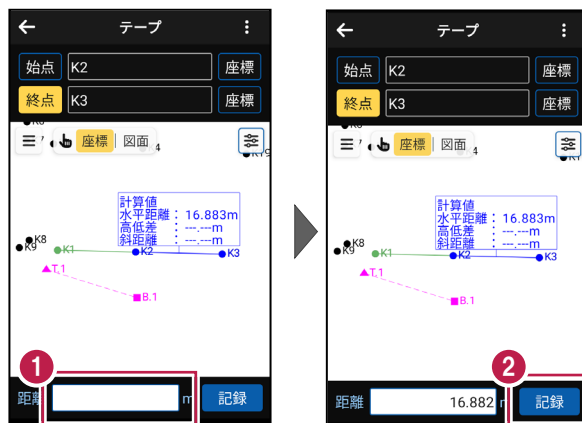 テープ
始点 K2 座標
終点 K3 座標
座標 図面
4
計算値
水平距離：16.883m
高低差　：---.---m
斜距離　：---.---m
K8
K9
K1
K2
K3
T.1
B.1
1
距離 m 記録
テープ
始点 K2 座標
終点 K3 座標
座標 図面
4
計算値
水平距離：16.883m
高低差　：---.---m
斜距離　：---.---m
K8
K9
K1
K2
K3
T.1
B.1
2
距離 16.882 m 記録